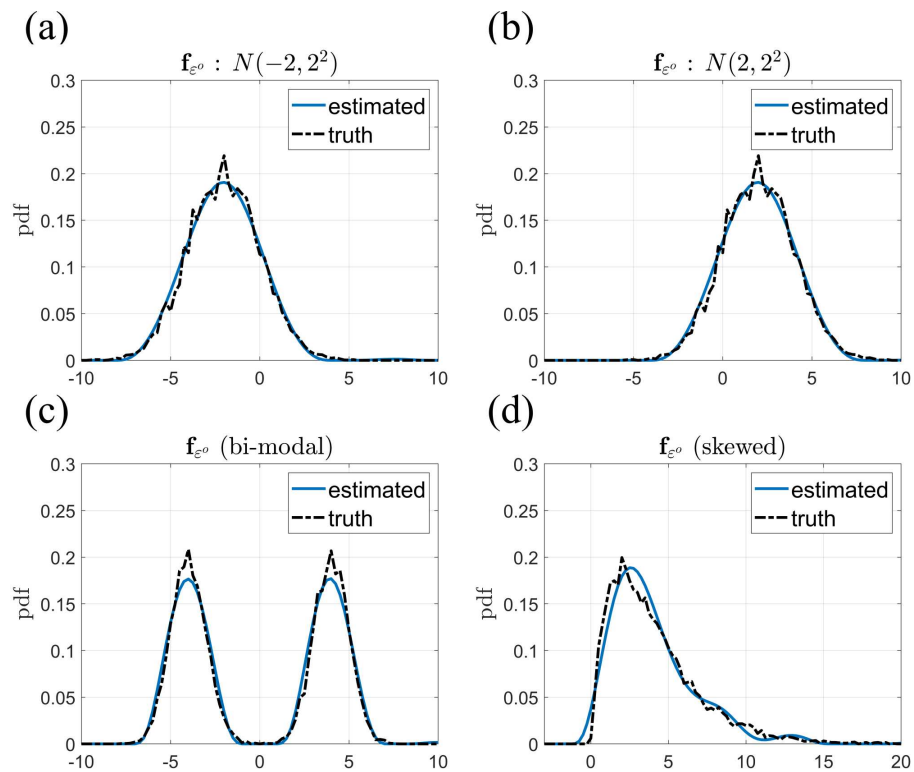 (a)
𝐟_{ε^o} : N(−2, 2²)
estimated
truth
pdf
0.3
0.25
0.2
0.15
0.1
0.05
0
-10 -5 0 5 10
(b)
𝐟_{ε^o} : N(2, 2²)
estimated
truth
pdf
0.3
0.25
0.2
0.15
0.1
0.05
0
-10 -5 0 5 10
(c)
𝐟_{ε^o} (bi-modal)
estimated
truth
pdf
0.3
0.25
0.2
0.15
0.1
0.05
0
-10 -5 0 5 10
(d)
𝐟_{ε^o} (skewed)
estimated
truth
pdf
0.3
0.25
0.2
0.15
0.1
0.05
0
0 5 10 15 20